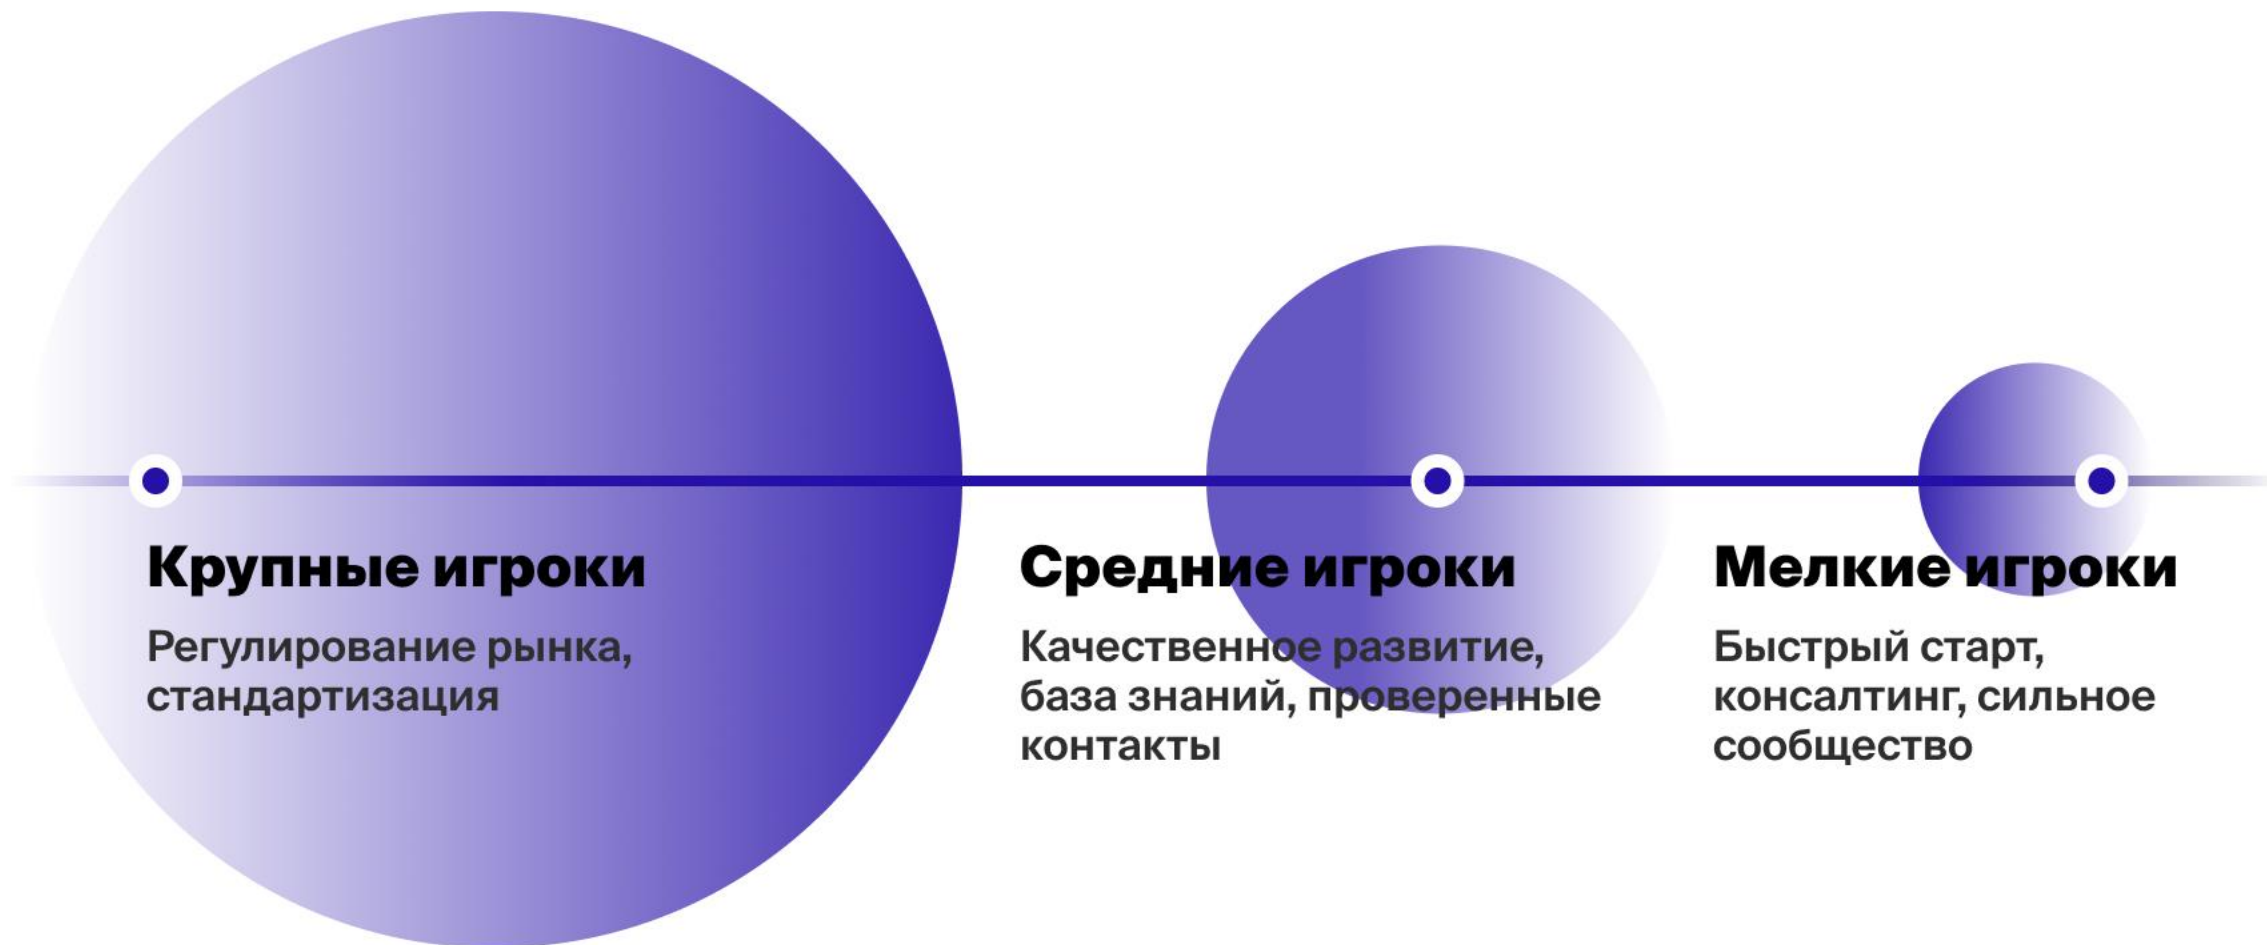 Крупные игроки
Регулирование рынка,
стандартизация
Средние игроки
Качественное развитие,
база знаний, проверенные
контакты
Мелкие игроки
Быстрый старт,
консалтинг, сильное
сообщество